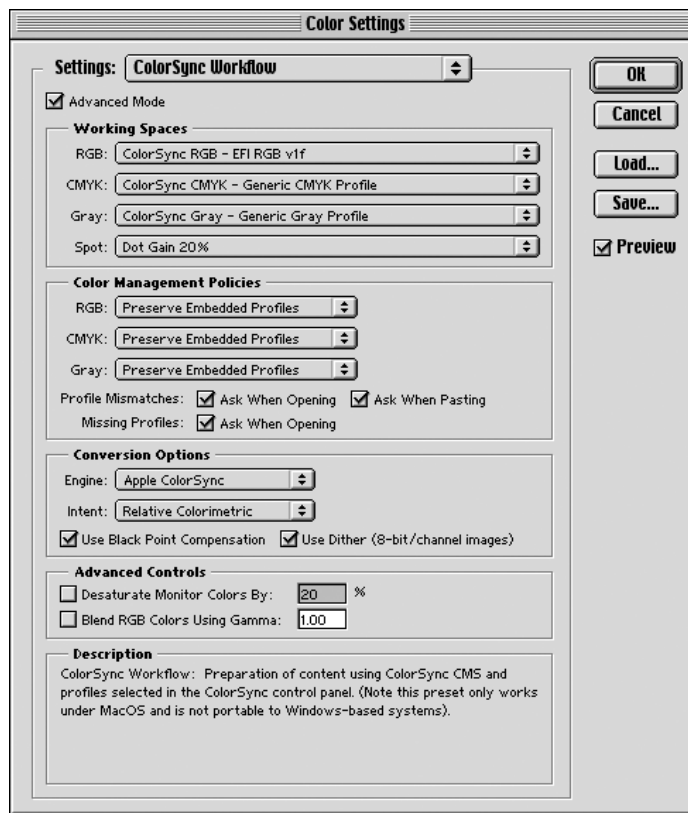 Color Settings
Settings: ColorSync Workflow
OK
Cancel
Load...
Save...
Preview
Advanced Mode
Working Spaces
RGB: ColorSync RGB - EFI RGB v1f
CMYK: ColorSync CMYK - Generic CMYK Profile
Gray: ColorSync Gray - Generic Gray Profile
Spot: Dot Gain 20%
Color Management Policies
RGB: Preserve Embedded Profiles
CMYK: Preserve Embedded Profiles
Gray: Preserve Embedded Profiles
Profile Mismatches: Ask When Opening Ask When Pasting
Missing Profiles: Ask When Opening
Conversion Options
Engine: Apple ColorSync
Intent: Relative Colorimetric
Use Black Point Compensation Use Dither (8-bit/channel images)
Advanced Controls
Desaturate Monitor Colors By: 20 %
Blend RGB Colors Using Gamma: 1.00
Description
ColorSync Workflow: Preparation of content using ColorSync CMS and
profiles selected in the ColorSync control panel. (Note this preset only works
under MacOS and is not portable to Windows-based systems).